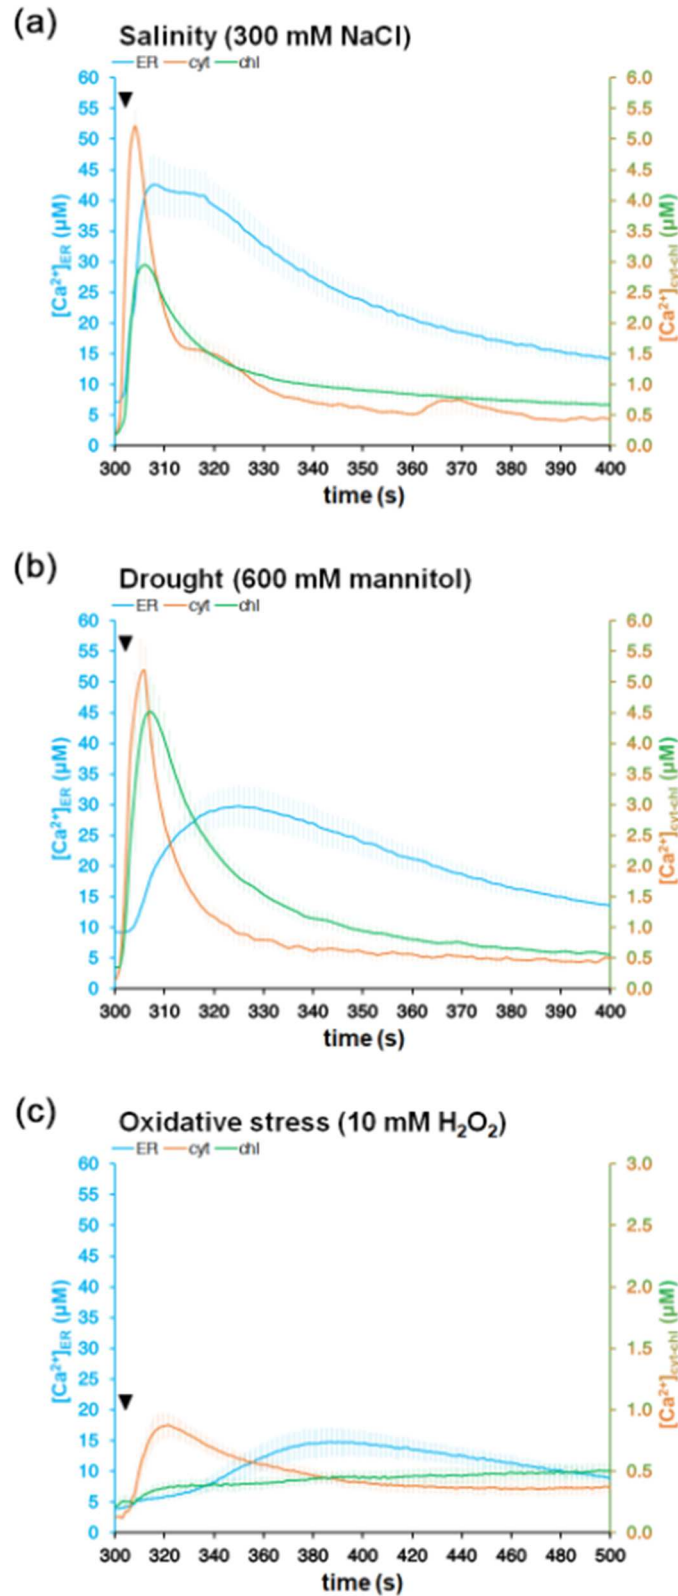 (a)
Salinity (300 mM NaCl)
ER cyt chl
60 6.0
55 5.5
50 5.0
45 4.5
40 4.0
35 3.5
30 3.0
25 2.5
20 2.0
15 1.5
10 1.0
5 0.5
0 0.0
[Ca²⁺]ER (µM)
[Ca²⁺]cyt-chl (µM)
300 310 320 330 340 350 360 370 380 390 400
time (s)
(b)
Drought (600 mM mannitol)
ER cyt chl
60 6.0
55 5.5
50 5.0
45 4.5
40 4.0
35 3.5
30 3.0
25 2.5
20 2.0
15 1.5
10 1.0
5 0.5
0 0.0
[Ca²⁺]ER (µM)
[Ca²⁺]cyt-chl (µM)
300 310 320 330 340 350 360 370 380 390 400
time (s)
(c)
Oxidative stress (10 mM H₂O₂)
ER cyt chl
60 3.0
55
50 2.5
45
40 2.0
35
30 1.5
25
20 1.0
15
10 0.5
5
0 0.0
[Ca²⁺]ER (µM)
[Ca²⁺]cyt-chl (µM)
300 320 340 360 380 400 420 440 460 480 500
time (s)